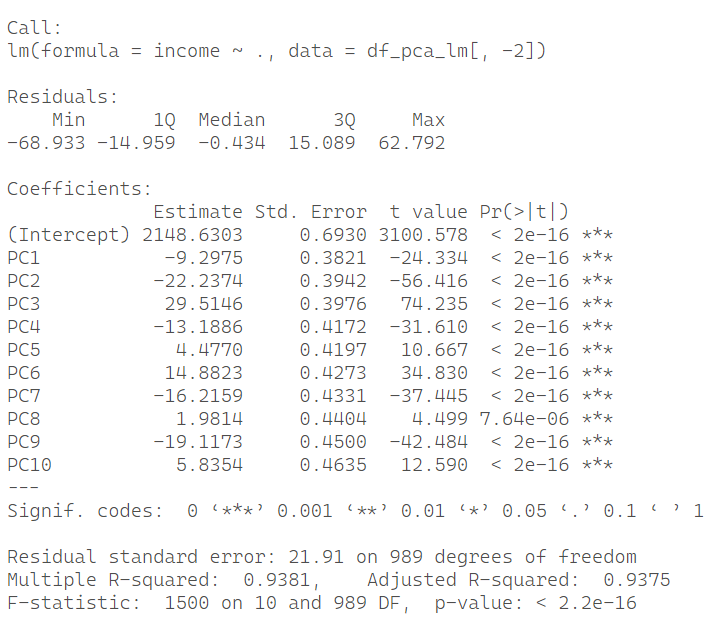 Call:
lm(formula = income ~ ., data = df_pca_lm[, -2])
Residuals:
    Min      1Q  Median      3Q     Max
-68.933 -14.959  -0.434  15.089  62.792
Coefficients:
             Estimate Std. Error  t value Pr(>|t|)
(Intercept) 2148.6303     0.6930 3100.578  < 2e-16 ***
PC1           -9.2975     0.3821  -24.334  < 2e-16 ***
PC2          -22.2374     0.3942  -56.416  < 2e-16 ***
PC3           29.5146     0.3976   74.235  < 2e-16 ***
PC4          -13.1886     0.4172  -31.610  < 2e-16 ***
PC5            4.4770     0.4197   10.667  < 2e-16 ***
PC6           14.8823     0.4273   34.830  < 2e-16 ***
PC7          -16.2159     0.4331  -37.445  < 2e-16 ***
PC8            1.9814     0.4404    4.499 7.64e-06 ***
PC9          -19.1173     0.4500  -42.484  < 2e-16 ***
PC10           5.8354     0.4635   12.590  < 2e-16 ***
---
Signif. codes:  0 ‘***’ 0.001 ‘**’ 0.01 ‘*’ 0.05 ‘.’ 0.1 ‘ ’ 1
Residual standard error: 21.91 on 989 degrees of freedom
Multiple R-squared:  0.9381,    Adjusted R-squared:  0.9375
F-statistic:  1500 on 10 and 989 DF,  p-value: < 2.2e-16